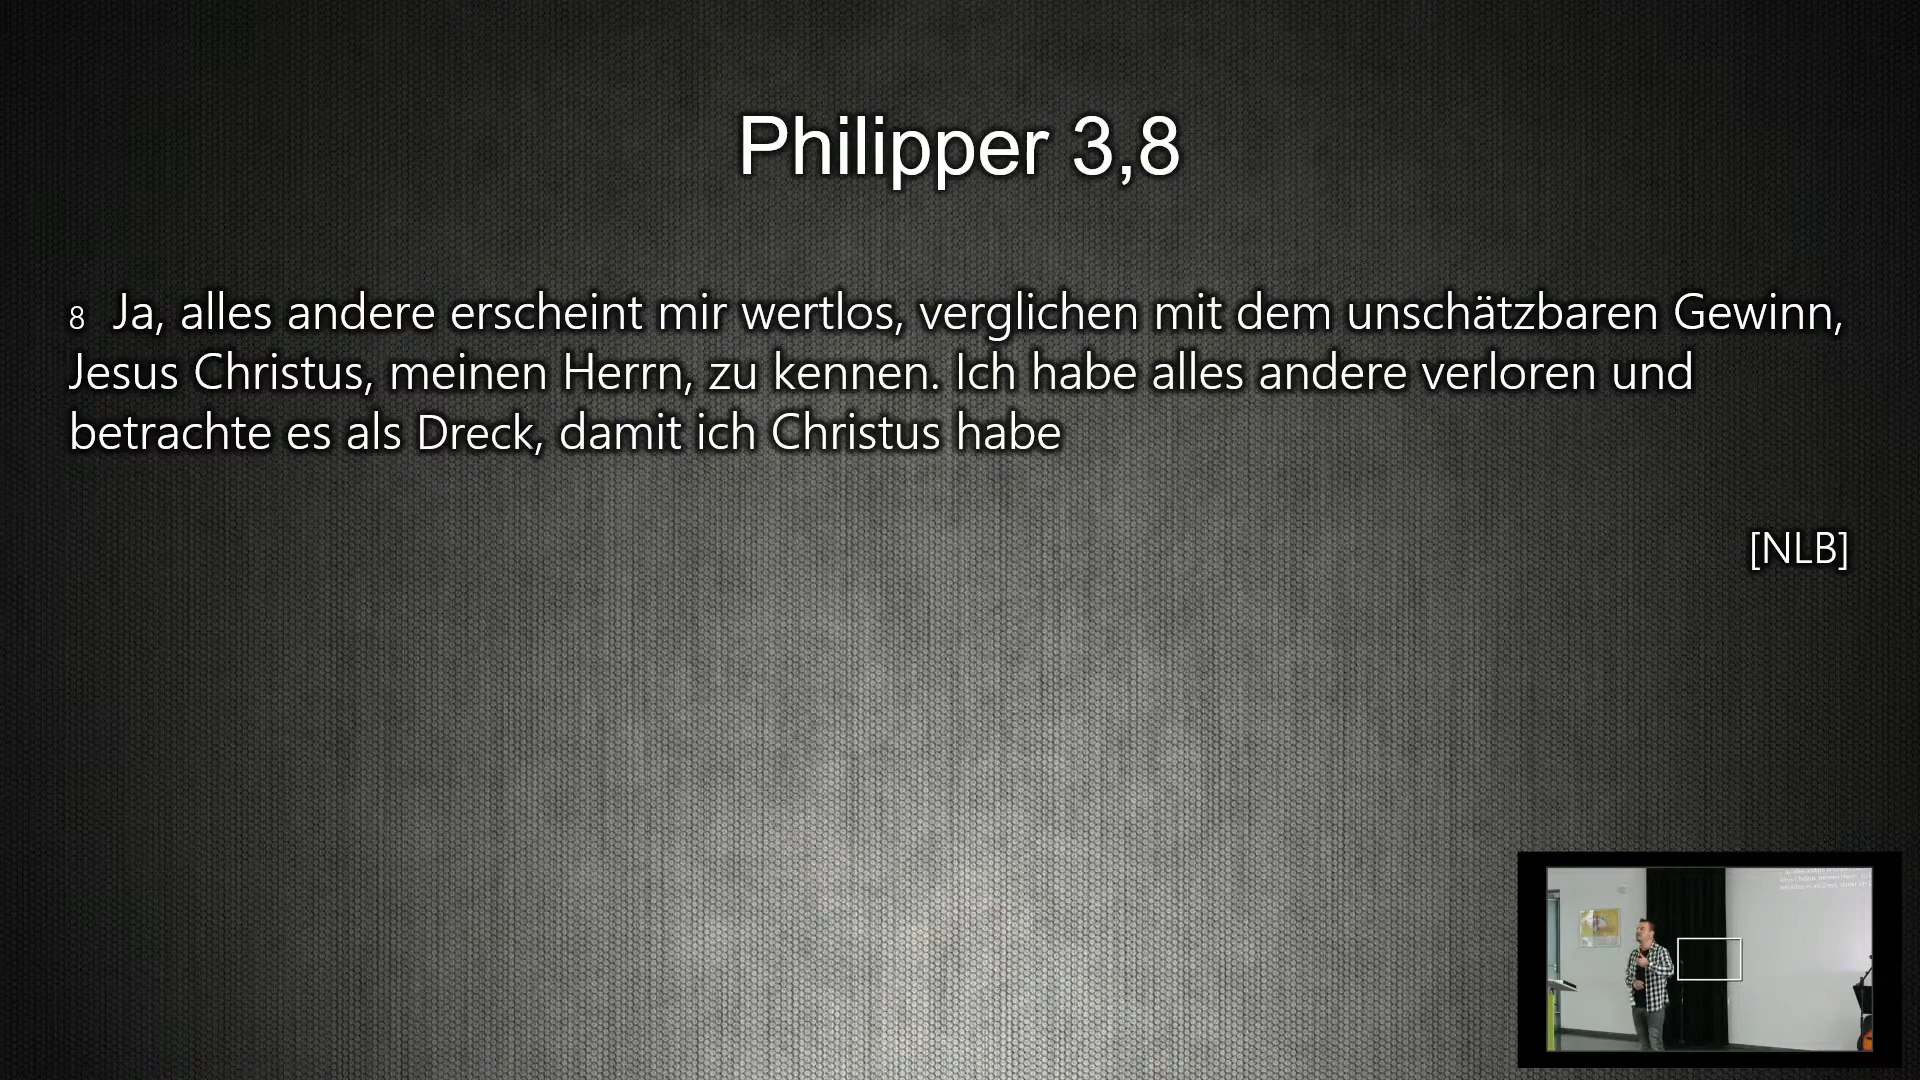 Philipper 3,8
8 Ja, alles andere erscheint mir wertlos, verglichen mit dem unschätzbaren Gewinn,
Jesus Christus, meinen Herrn, zu kennen. Ich habe alles andere verloren und
betrachte es als Dreck, damit ich Christus habe
[NLB]